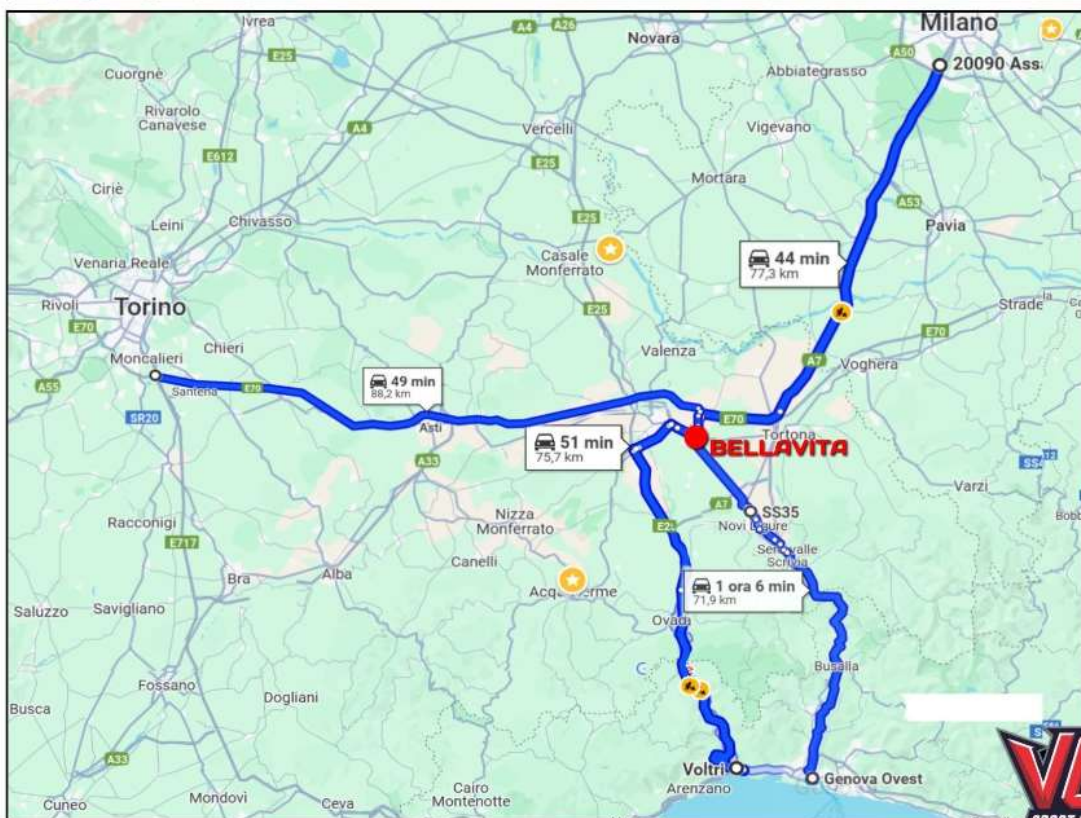 Ivrea
E25
A4
A26
Novara
Milano
A50
20090 Ass
Cuorgnè
Rivarolo
Canavese
Abbiategrasso
A4
Vercelli
Vigevano
E612
E25
Ciriè
Leini
Chivasso
Mortara
A53
Pavia
E25
Venaria Reale
Casale
Monferrato
44 min
77,3 km
Rivoli
Torino
E70
E25
E70
Moncalieri
Chieri
Valenza
A7
Voghera
A55
Santena
E70
49 min
88,2 km
SR20
Asti
E70
Tortona
51 min
75,7 km
BELLAVITA
A33
Varzi
Nizza
Monferrato
A7
SS35
Novi Ligure
Racconigi
E717
Canelli
Serravalle
Scrivia
Bra
Alba
1 ora 6 min
71,9 km
Saluzzo
Savigliano
Acqui Terme
Ovada
Busalla
Fossano
Dogliani
Busca
A33
Voltri
Genova Ovest
Arenzano
Cuneo
Mondovì
Ceva
Cairo
Montenotte